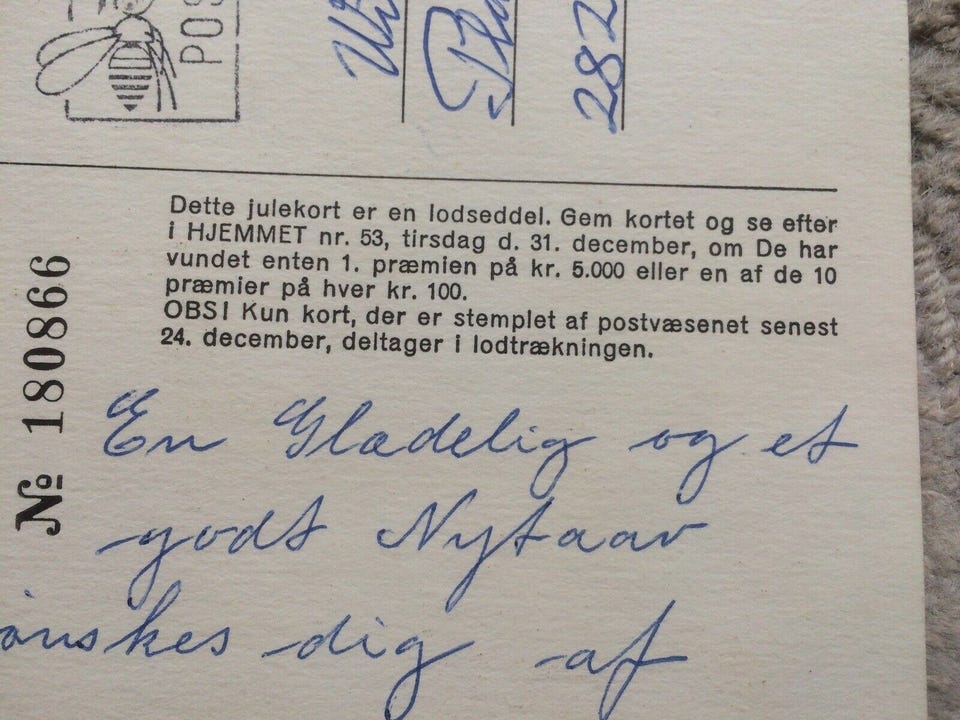 POS
282
Dette julekort er en lodseddel. Gem kortet og se efter
i HJEMMET nr. 53, tirsdag d. 31. december, om De har
vundet enten 1. præmien på kr. 5.000 eller en af de 10
præmier på hver kr. 100.
OBS! Kun kort, der er stemplet af postvæsenet senest
24. december, deltager i lodtrækningen.
№ 180866
En Glædelig og et
godt Nytaar
ønskes dig af